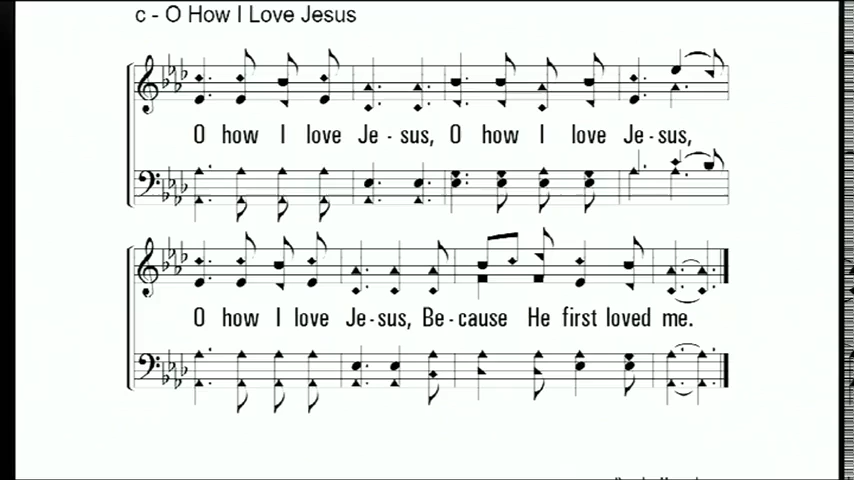 c - O How I Love Jesus
O how I love Je - sus, O how I love Je - sus,
O how I love Je - sus, Be - cause He first loved me.